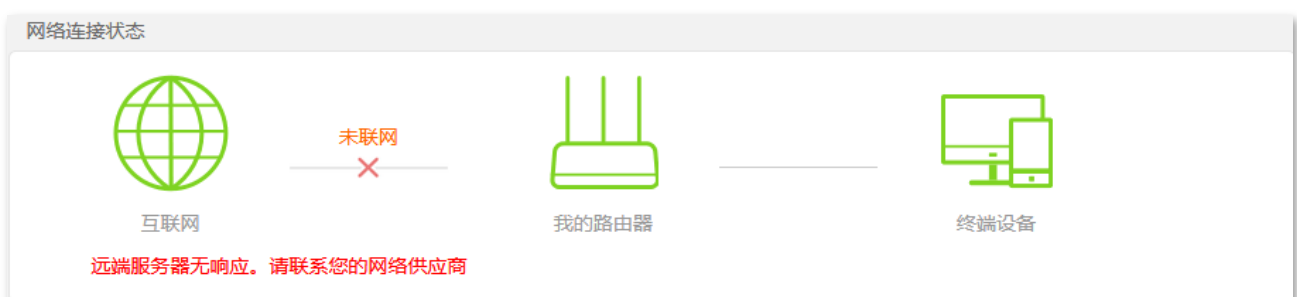 网络连接状态
未联网
互联网
我的路由器
终端设备
远端服务器无响应。请联系您的网络供应商